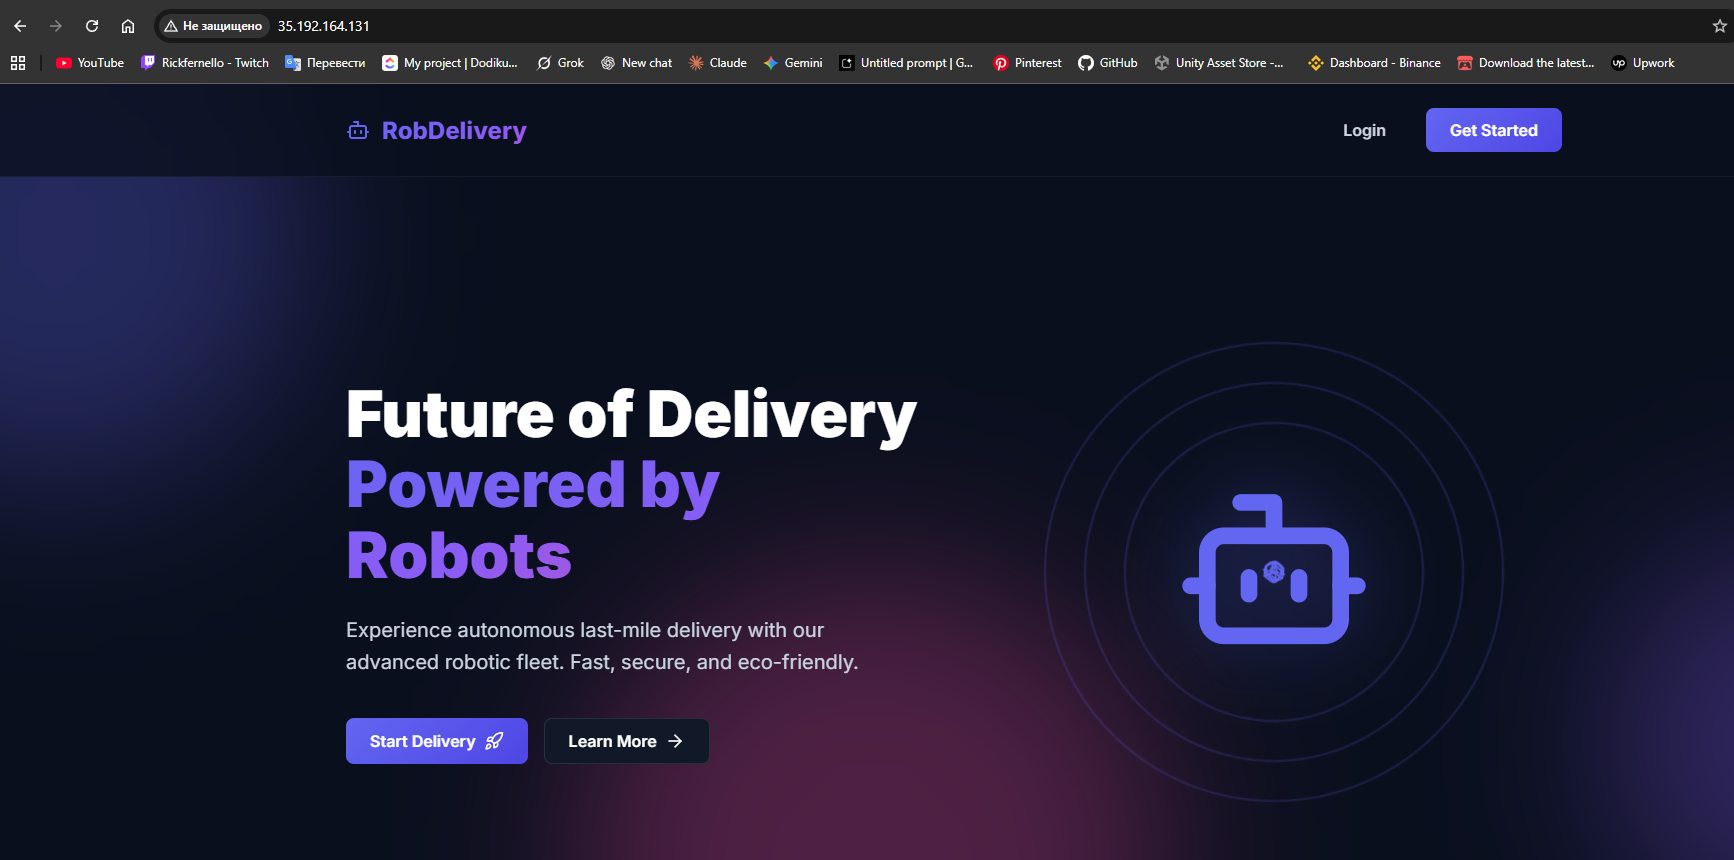 Не защищено 35.192.164.131
YouTube Rickfernello - Twitch Перевести My project | Dodiku... Grok New chat Claude Gemini Untitled prompt | G... Pinterest GitHub Unity Asset Store -... Dashboard - Binance Download the latest... Upwork
RobDelivery Login Get Started
Future of Delivery
Powered by
Robots
Experience autonomous last-mile delivery with our
advanced robotic fleet. Fast, secure, and eco-friendly.
Start Delivery Learn More